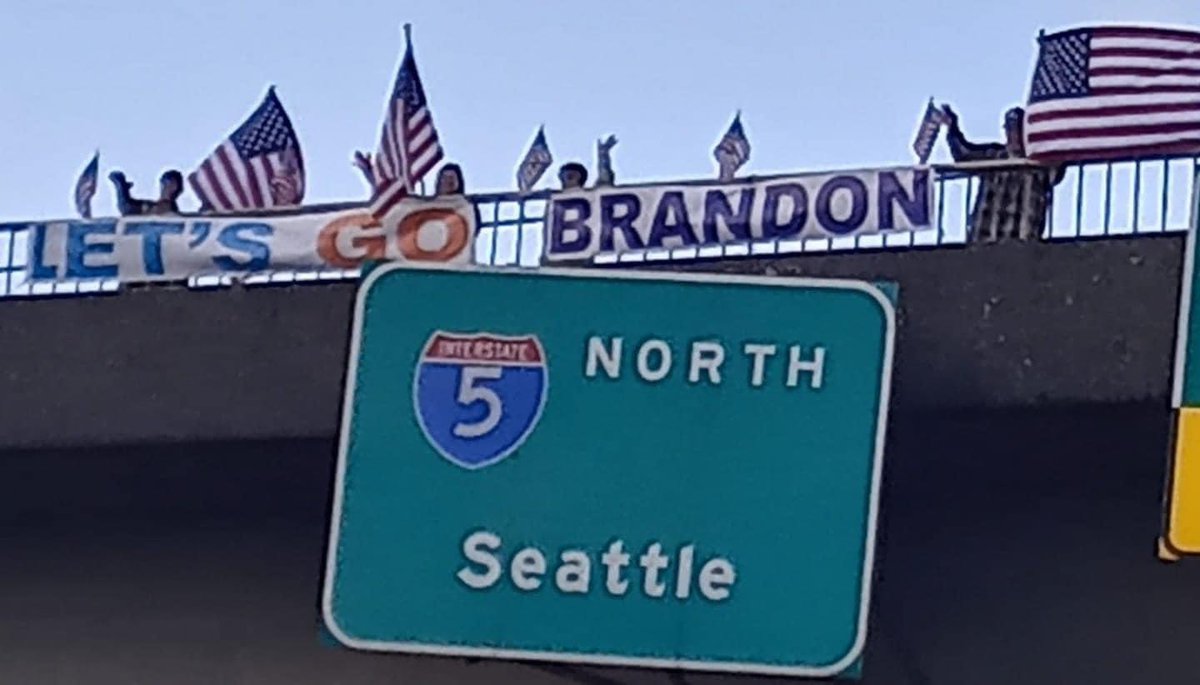 LET'S GO BRANDON
INTERSTATE
5
NORTH
Seattle